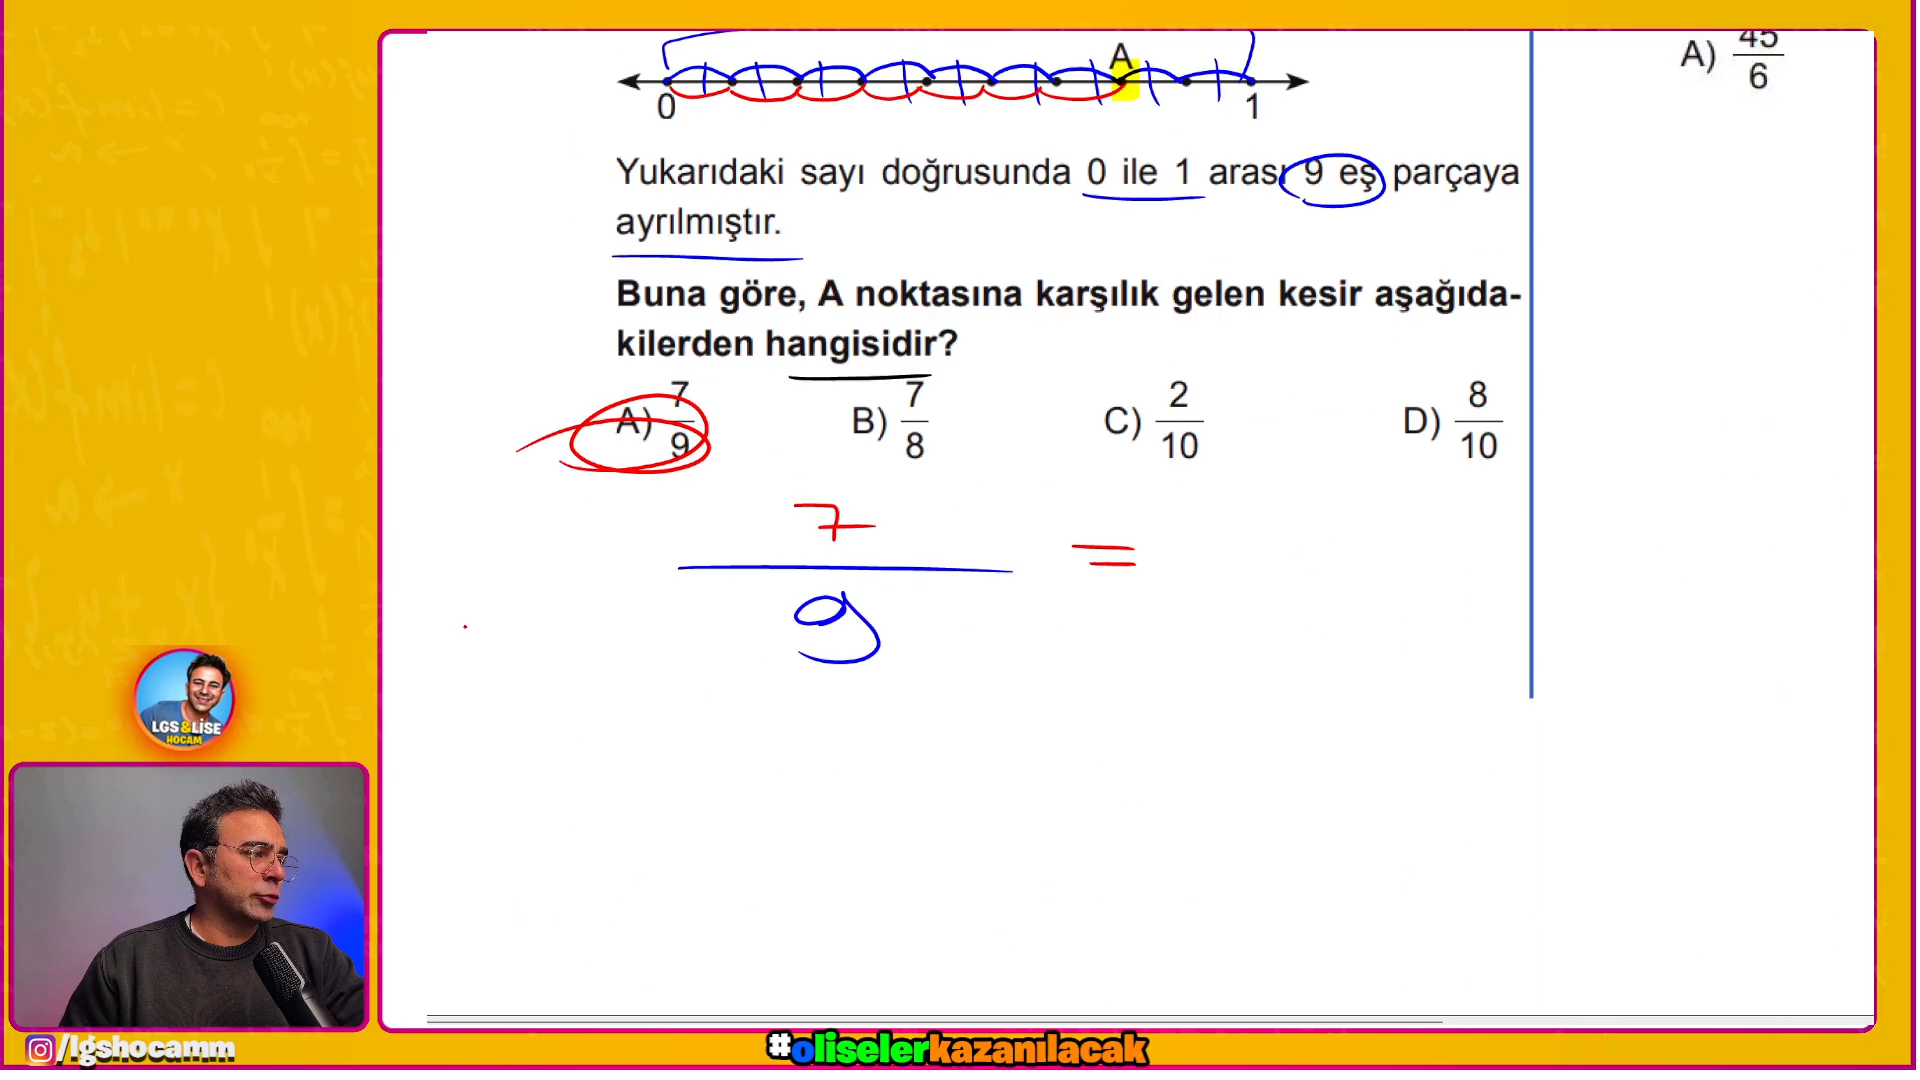 A
0 1
Yukarıdaki sayı doğrusunda 0 ile 1 arası 9 eş parçaya
ayrılmıştır.
Buna göre, A noktasına karşılık gelen kesir aşağıda-
kilerden hangisidir?
A) 7/9 B) 7/8 C) 2/10 D) 8/10
7/9 =
A) 45/6
LGS&LİSE
HOCAM
/lgshocamm
#oliselerkazanılacak